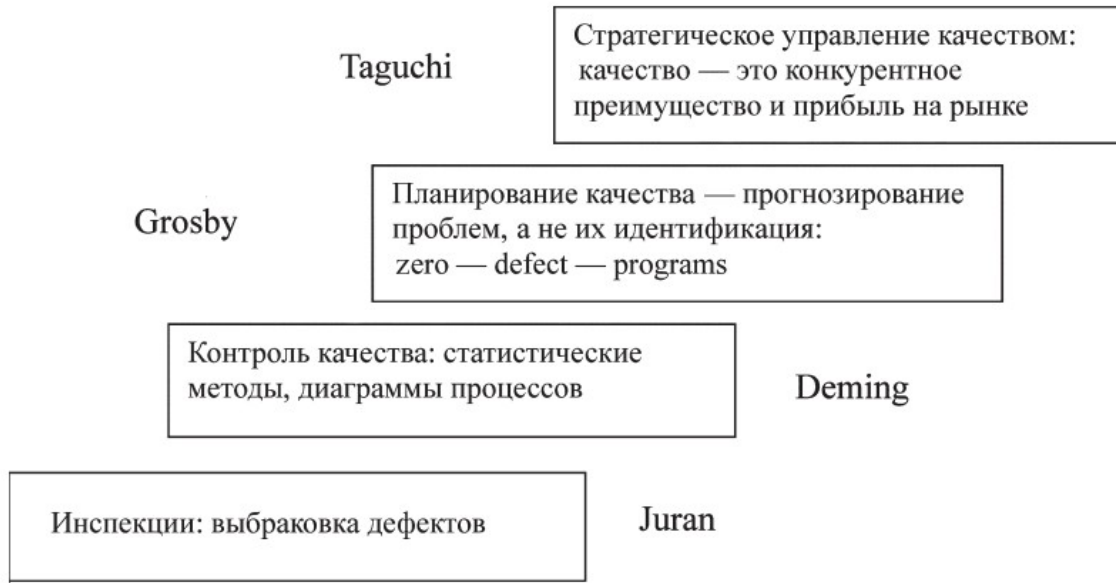 Taguchi
Стратегическое управление качеством:
качество — это конкурентное
преимущество и прибыль на рынке
Grosby
Планирование качества — прогнозирование
проблем, а не их идентификация:
zero — defect — programs
Контроль качества: статистические
методы, диаграммы процессов
Deming
Инспекции: выбраковка дефектов
Juran